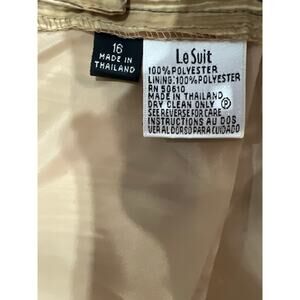 16
MADE IN
THAILAND
Le Suit
100% POLYESTER
LINING: 100% POLYESTER
RN 50610
MADE IN THAILAND
DRY CLEAN ONLY Ⓟ
SEE REVERSE FOR CARE
INSTRUCTIONS AU DOS
VER AL DORSO PARA CUIDADO